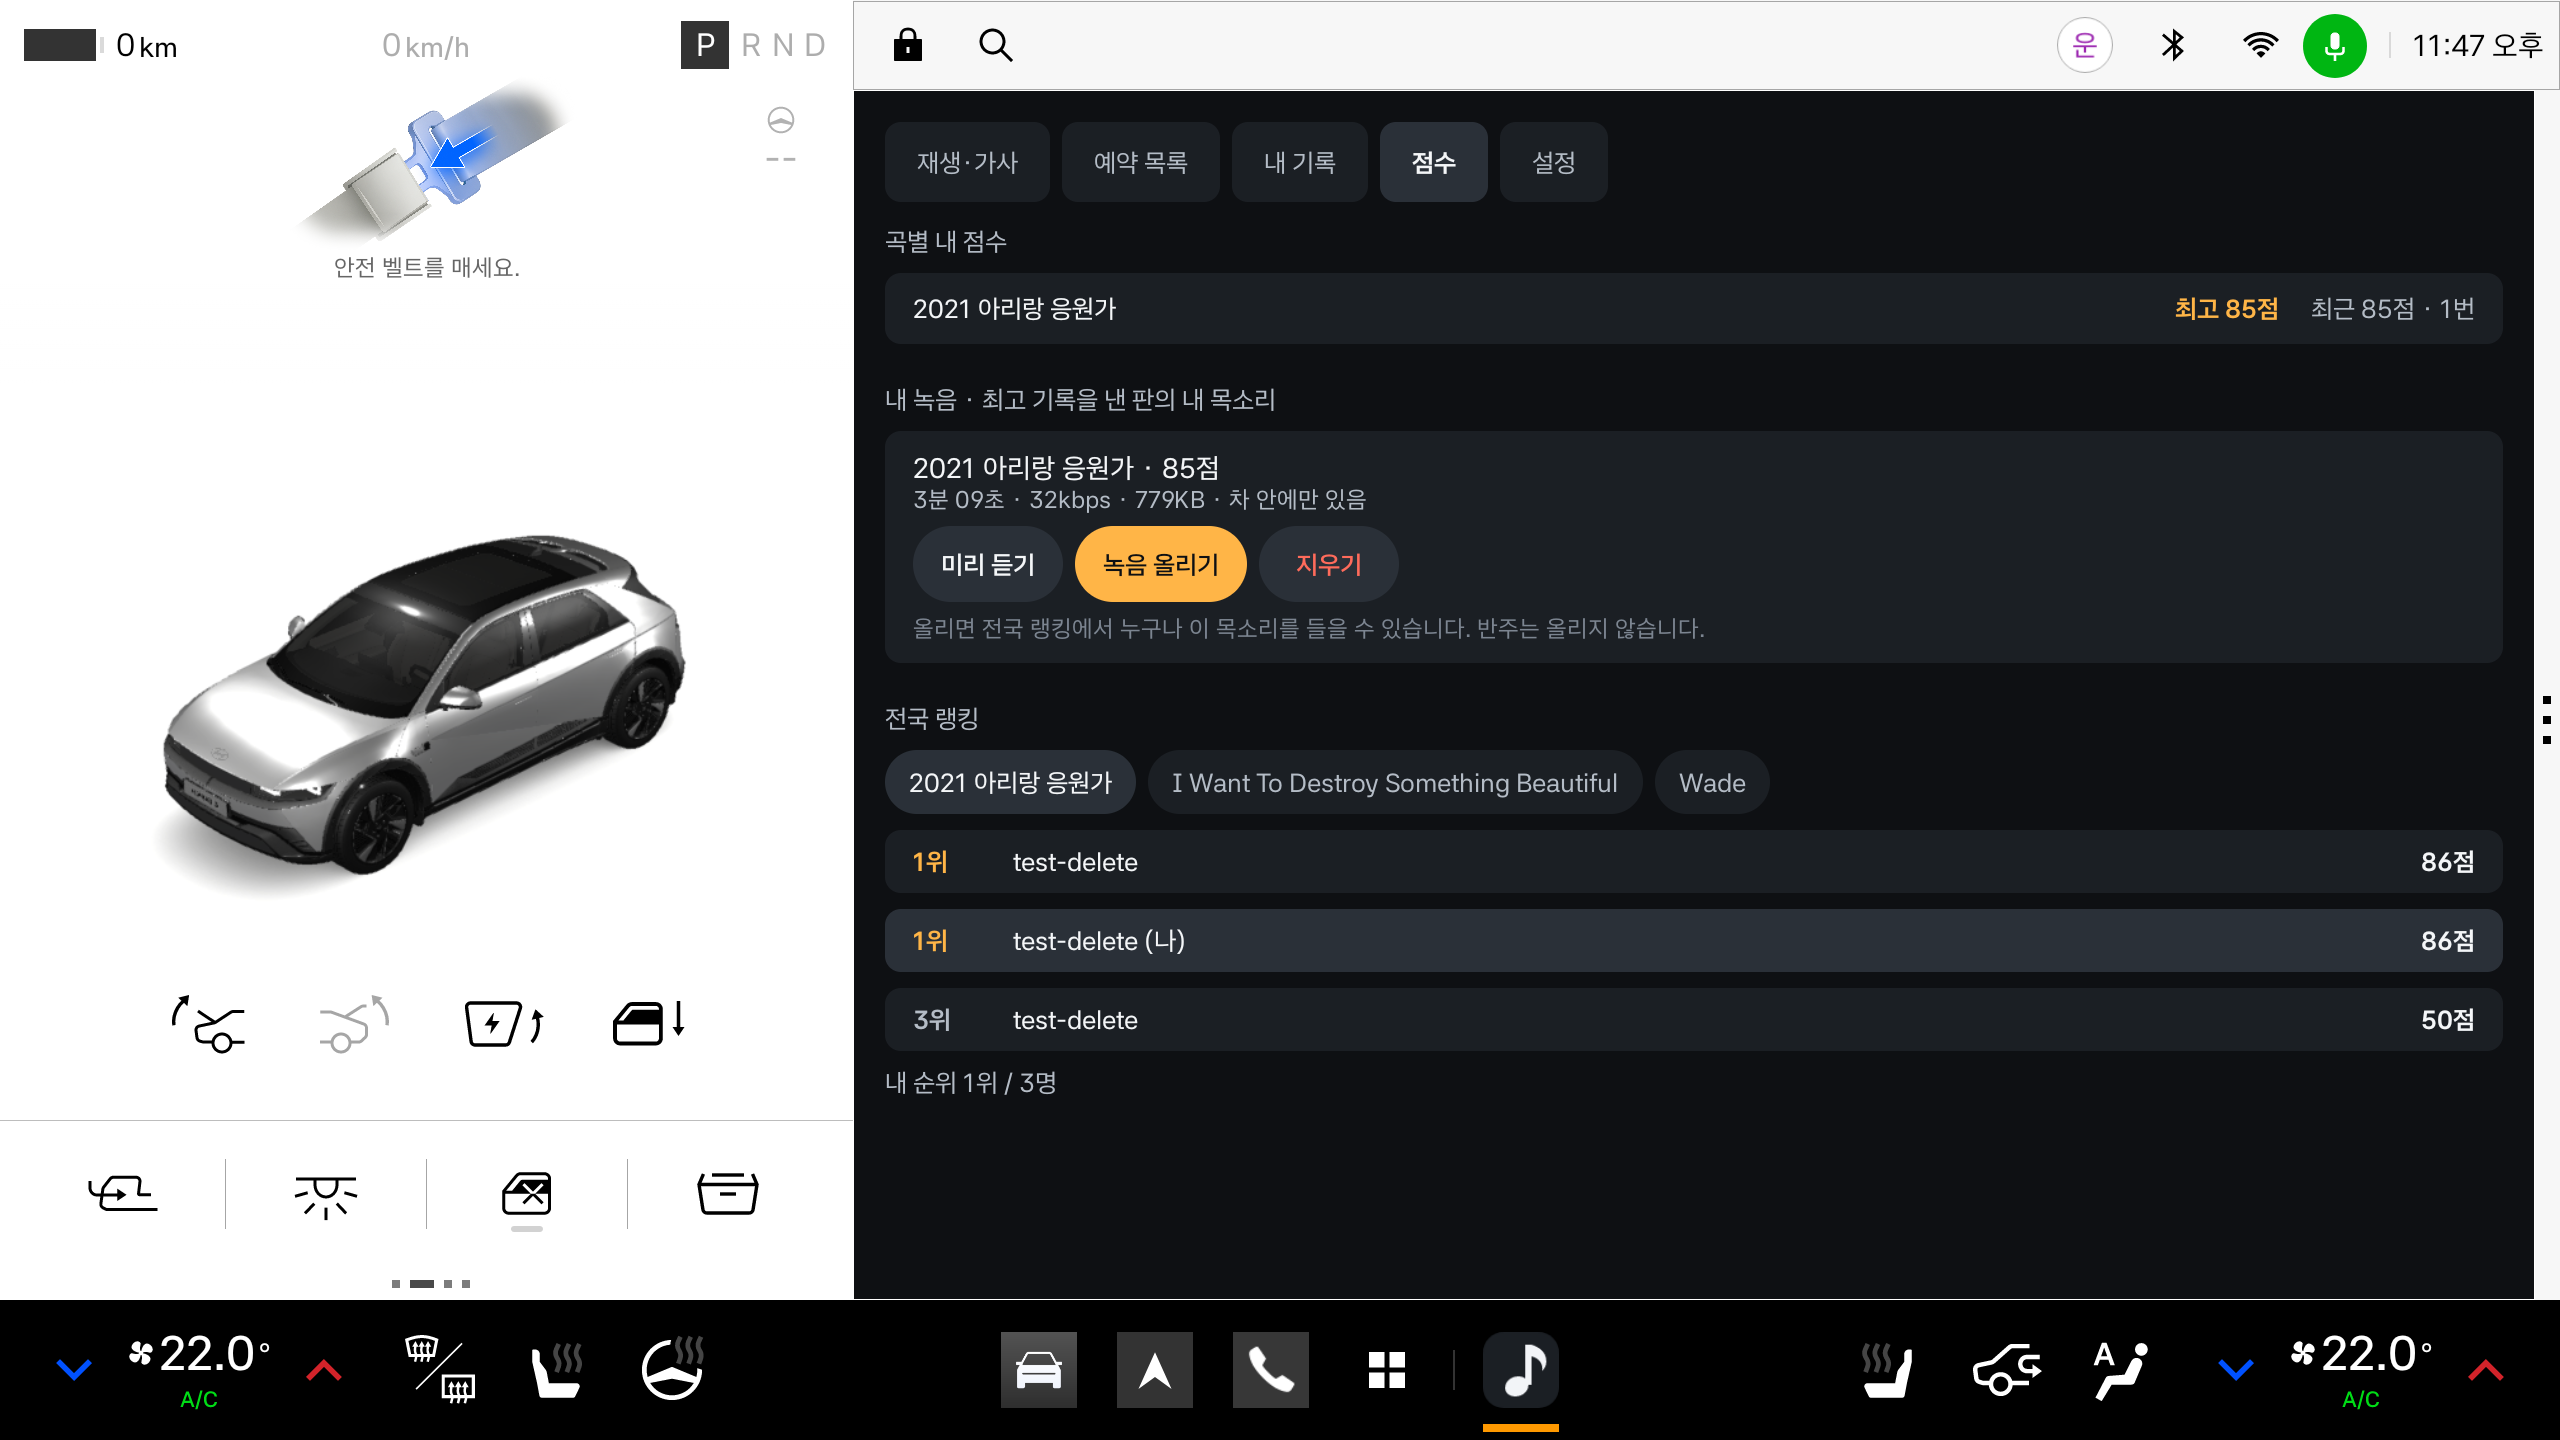 0 km
0 km/h
P R N D
안전 벨트를 매세요.
운
11:47 오후
재생·가사
예약 목록
내 기록
점수
설정
곡별 내 점수
2021 아리랑 응원가
최고 85점
최근 85점 · 1번
내 녹음 · 최고 기록을 낸 판의 내 목소리
2021 아리랑 응원가 · 85점
3분 09초 · 32kbps · 779KB · 차 안에만 있음
미리 듣기
녹음 올리기
지우기
올리면 전국 랭킹에서 누구나 이 목소리를 들을 수 있습니다. 반주는 올리지 않습니다.
전국 랭킹
2021 아리랑 응원가
I Want To Destroy Something Beautiful
Wade
1위 test-delete 86점
1위 test-delete (나) 86점
3위 test-delete 50점
내 순위 1위 / 3명
22.0°
A/C
A
22.0°
A/C